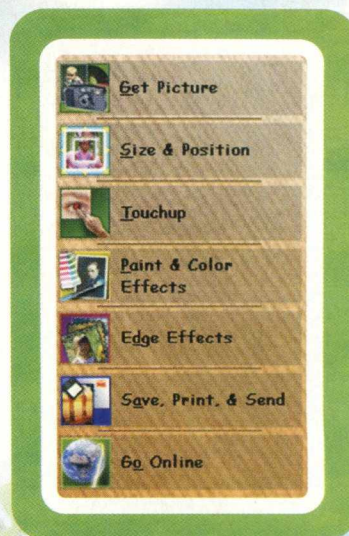 Get Picture
Size & Position
Touchup
Paint & Color
Effects
Edge Effects
Save, Print, & Send
Go Online